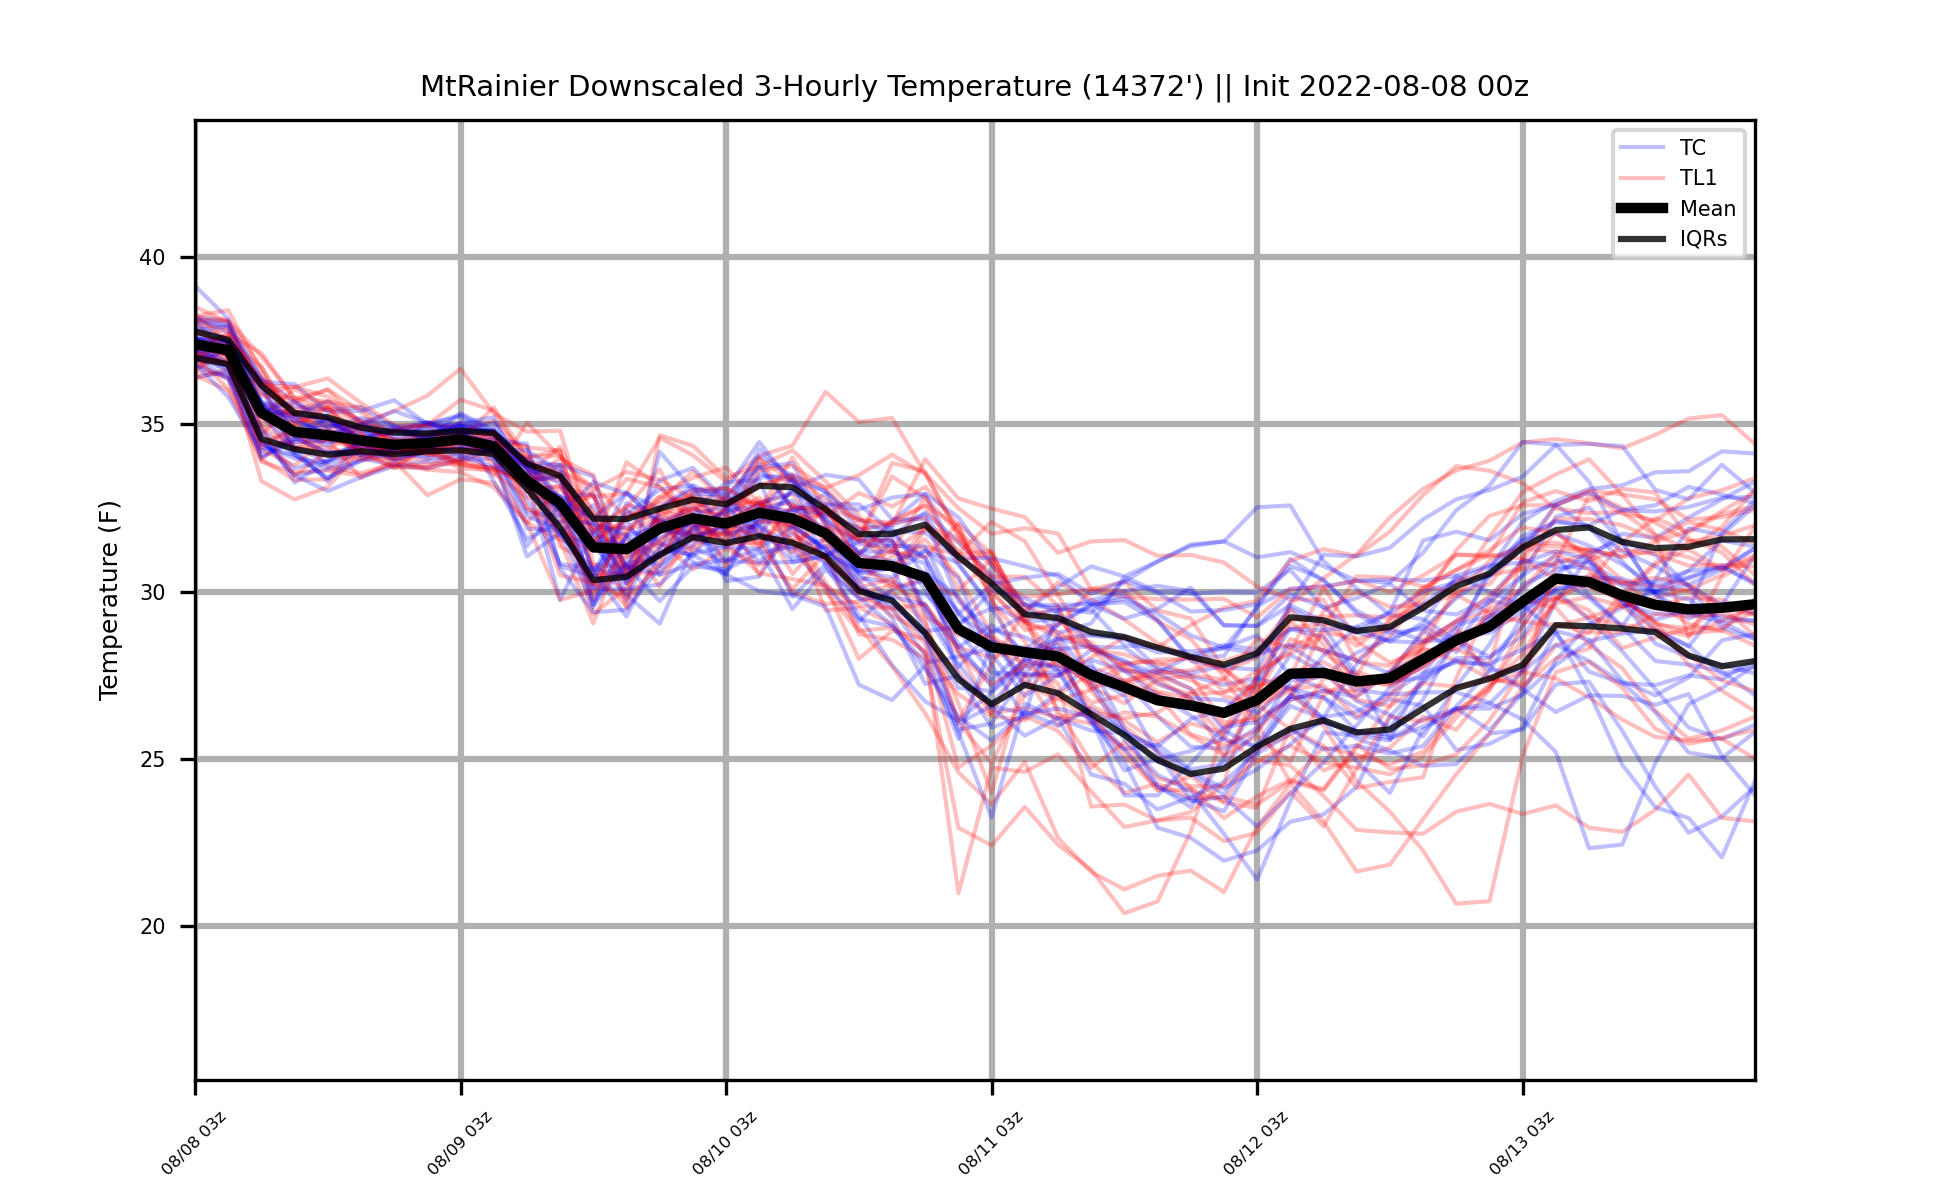 MtRainier Downscaled 3-Hourly Temperature (14372') || Init 2022-08-08 00z
TC
TL1
Mean
IQRs
Temperature (F)
40
35
30
25
20
08/08 03z
08/09 03z
08/10 03z
08/11 03z
08/12 03z
08/13 03z